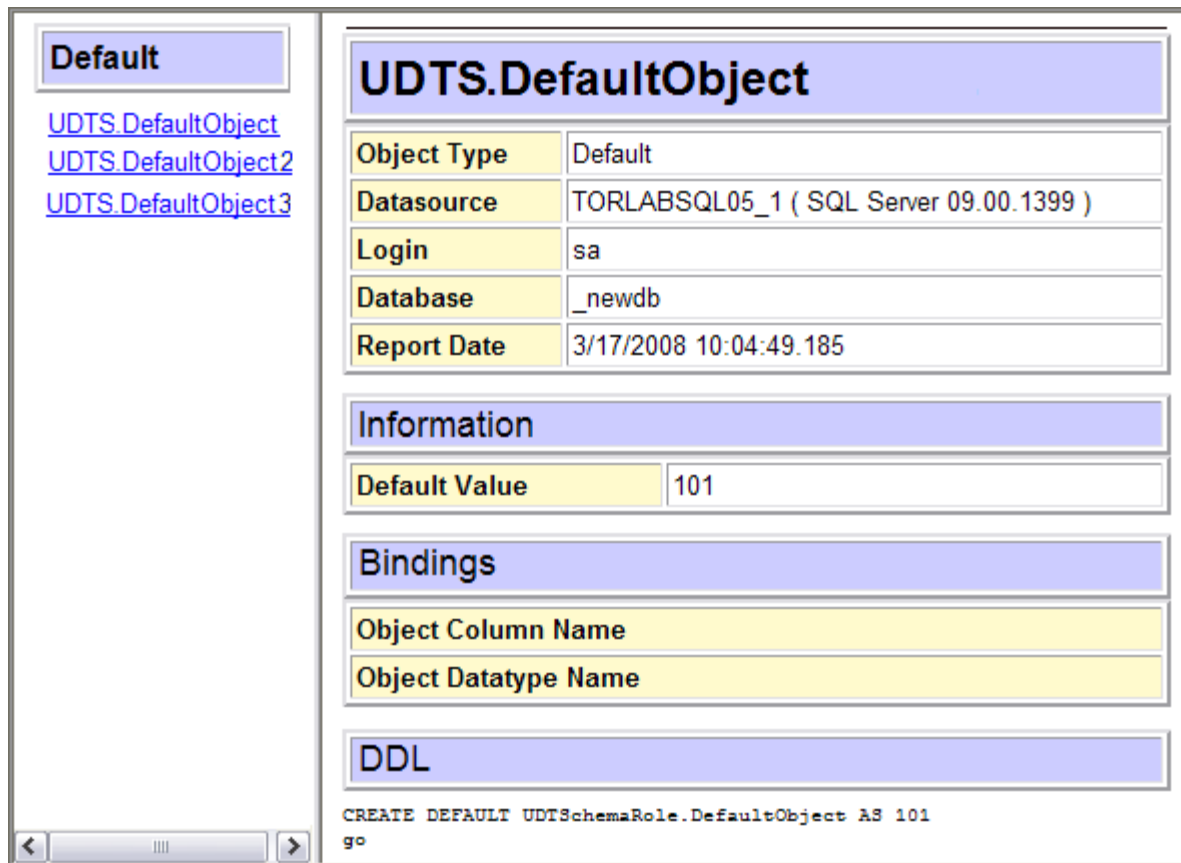 Default
UDTS.DefaultObject
UDTS.DefaultObject2
UDTS.DefaultObject3
UDTS.DefaultObject
Object Type Default
Datasource TORLABSQL05_1 ( SQL Server 09.00.1399 )
Login sa
Database _newdb
Report Date 3/17/2008 10:04:49.185
Information
Default Value 101
Bindings
Object Column Name
Object Datatype Name
DDL
CREATE DEFAULT UDTSchemaRole.DefaultObject AS 101
go